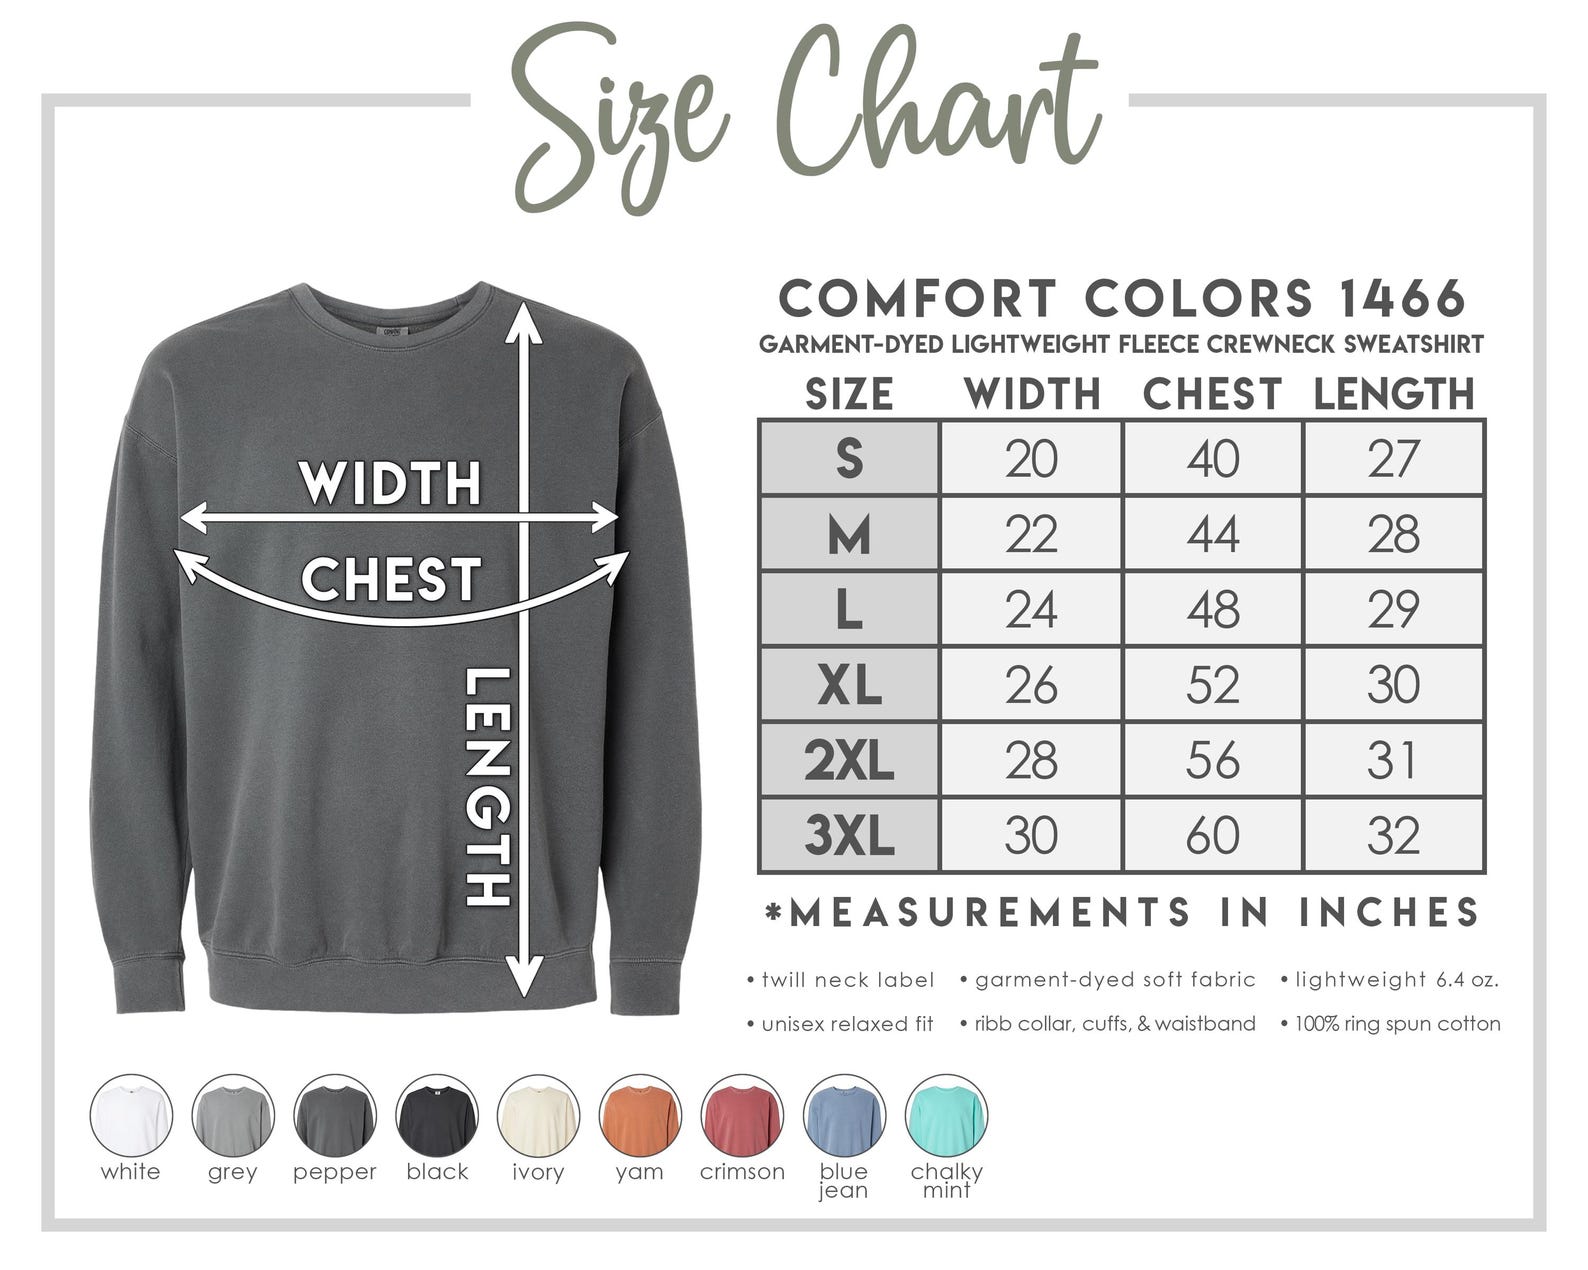 Size Chart
COMFORT COLORS 1466
GARMENT-DYED LIGHTWEIGHT FLEECE CREWNECK SWEATSHIRT
SIZE WIDTH CHEST LENGTH
S 20 40 27
M 22 44 28
L 24 48 29
XL 26 52 30
2XL 28 56 31
3XL 30 60 32
*MEASUREMENTS IN INCHES
• twill neck label • garment-dyed soft fabric • lightweight 6.4 oz.
• unisex relaxed fit • ribb collar, cuffs, & waistband • 100% ring spun cotton
WIDTH
CHEST
LENGTH
white grey pepper black ivory yam crimson blue jean chalky mint